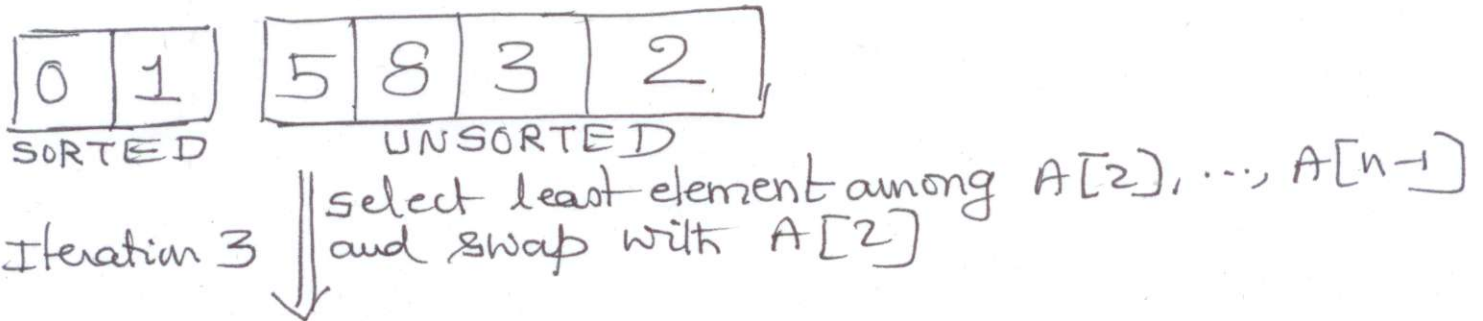 0 1 5 8 3 2
SORTED UNSORTED
select least element among A[2], ..., A[n-1]
Iteration 3 and swap with A[2]